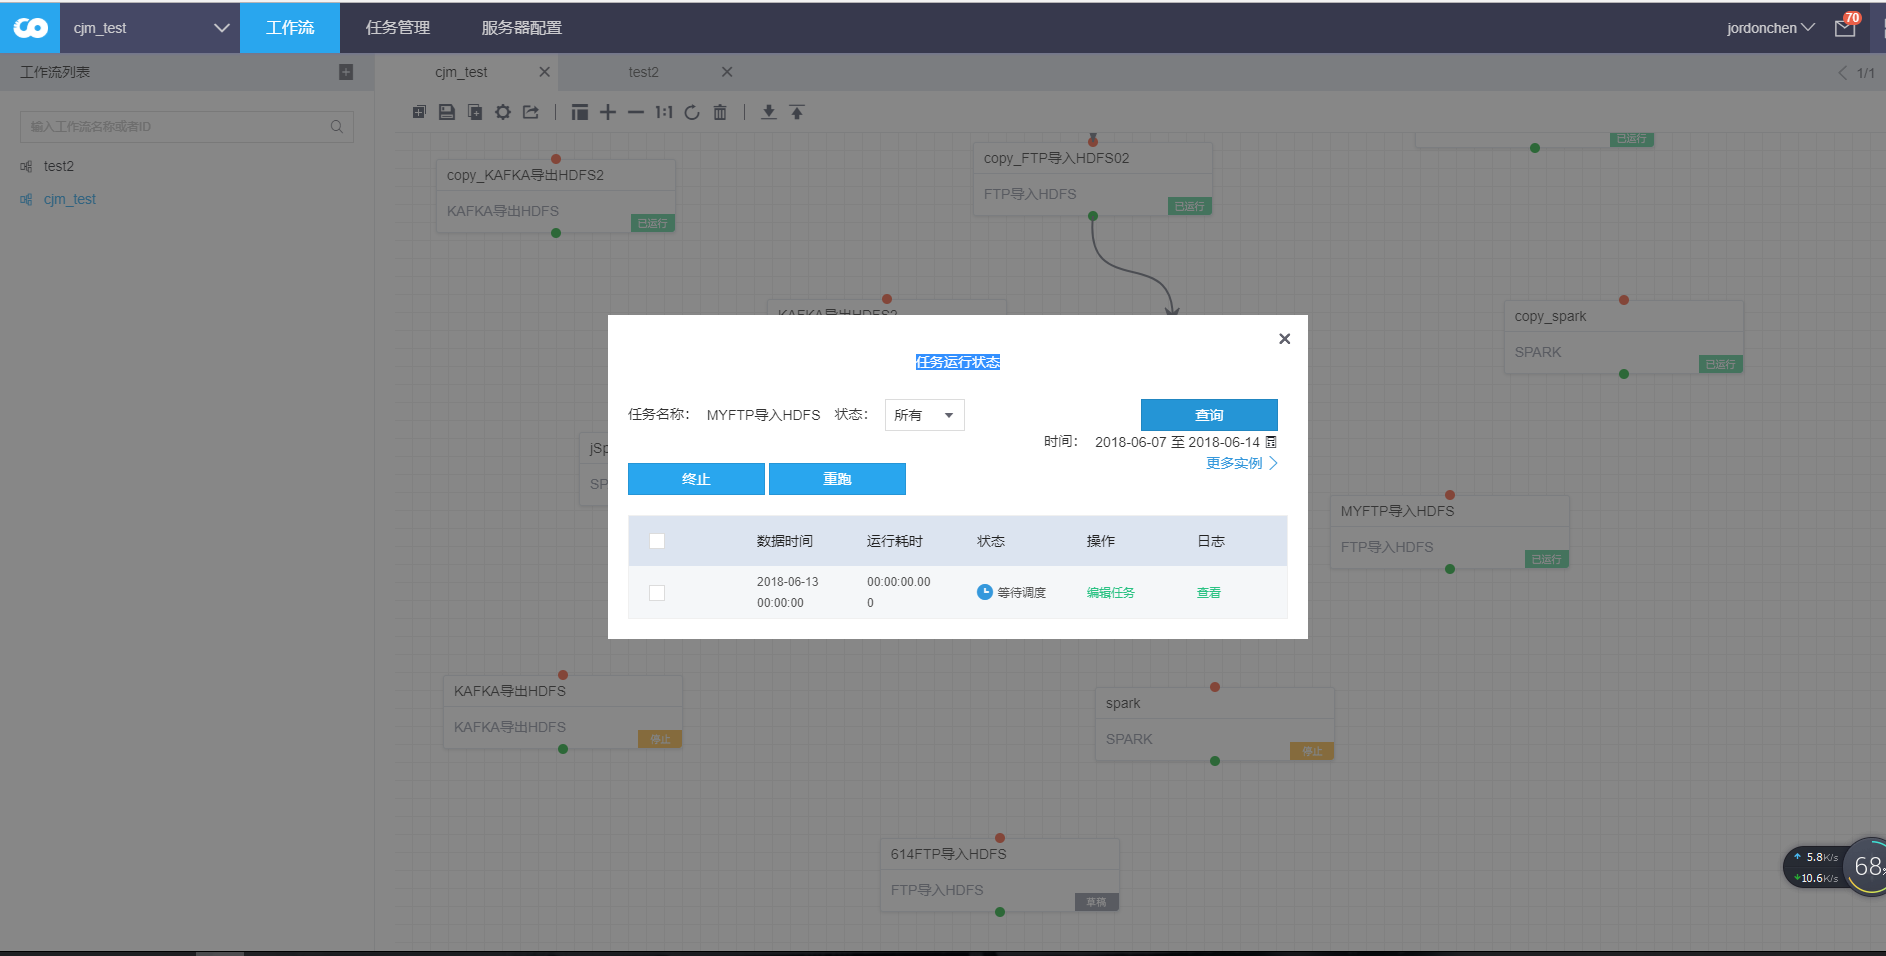 cjm_test
工作流
任务管理
服务器配置
jordonchen
70
工作流列表
cjm_test
test2
1/1
输入工作流名称或者ID
1:1
test2
cjm_test
已运行
copy_FTP导入HDFS02
FTP导入HDFS
已运行
copy_KAFKA导出HDFS2
KAFKA导出HDFS
已运行
KAFKA导出HDFS2
copy_spark
SPARK
已运行
任务运行状态
任务名称: MYFTP导入HDFS 状态: 所有
查询
时间: 2018-06-07 至 2018-06-14
更多实例
终止
重跑
数据时间 运行耗时 状态 操作 日志
2018-06-13
00:00:00
00:00:00.00
0
等待调度
编辑任务
查看
jSp
SP
MYFTP导入HDFS
FTP导入HDFS
已运行
KAFKA导出HDFS
KAFKA导出HDFS
停止
spark
SPARK
停止
614FTP导入HDFS
FTP导入HDFS
草稿
5.8K/s
10.6K/s
68%